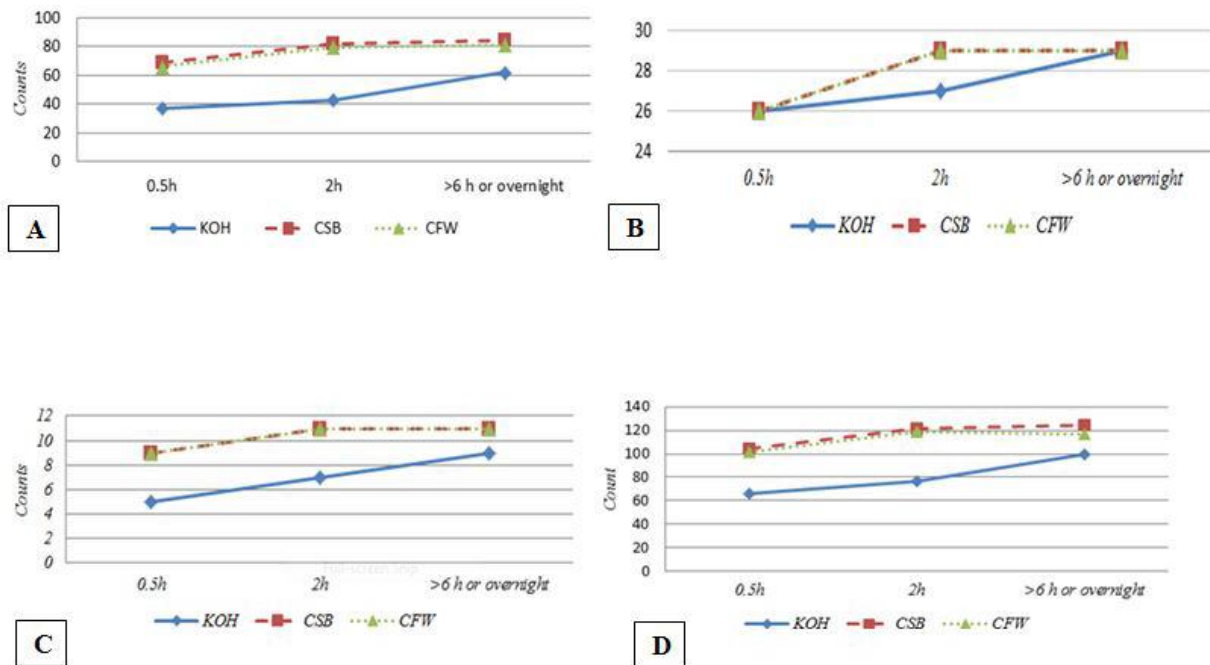 100
80
60
40
20
0
Counts
0.5h 2h >6 h or overnight
KOH CSB CFW
A
30
28
26
24
0.5h 2h >6 h or overnight
KOH CSB CFW
B
12
10
8
6
4
2
0
Counts
0.5h 2h >6 h or overnight
Full-screen Snip
KOH CSB CFW
C
140
120
100
80
60
40
20
0
Count
0.5h 2h >6 h or overnight
KOH CSB CFW
D